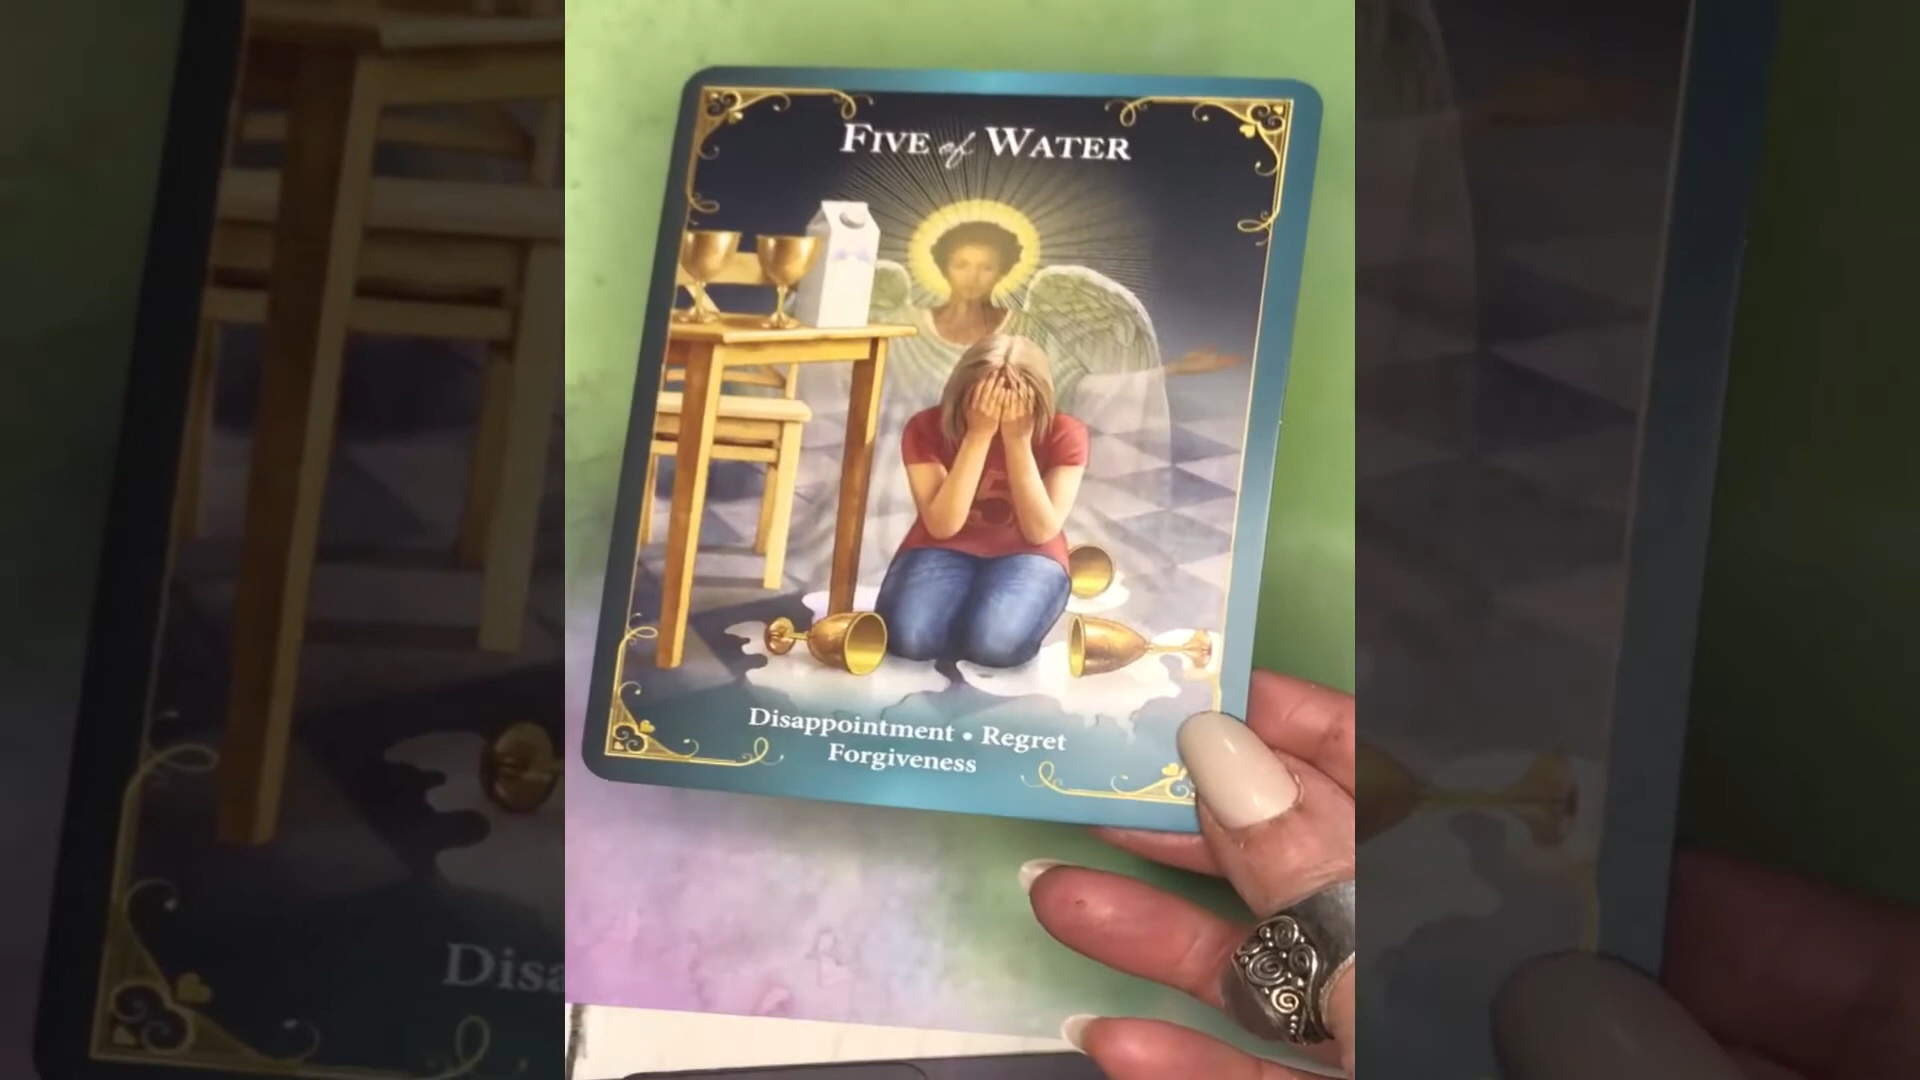 Five of Water
Disappointment • Regret
Forgiveness
Disa